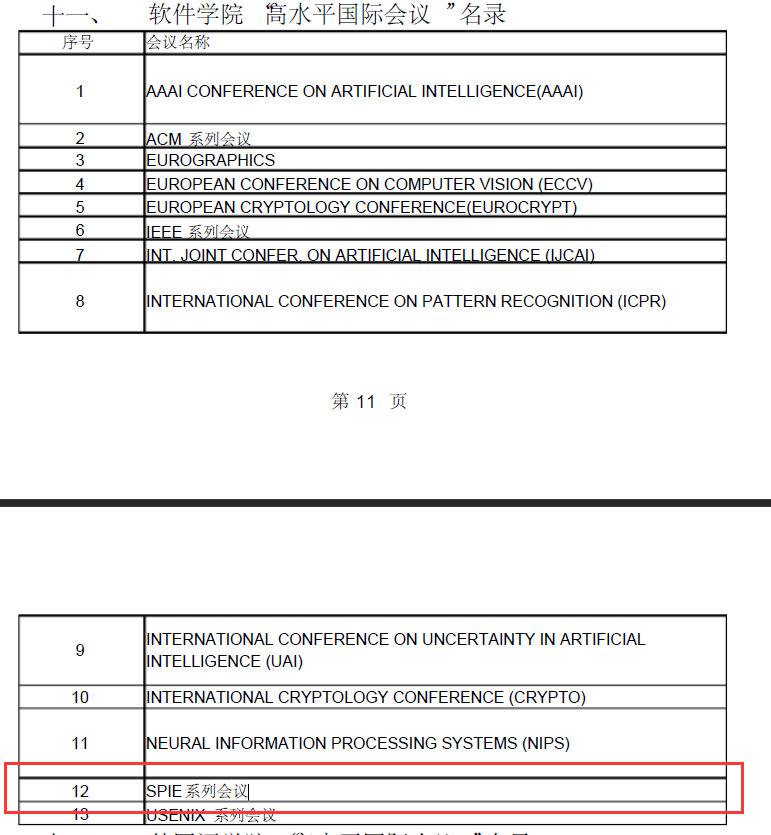 十一、 软件学院 “高水平国际会议 ”名录
序号 会议名称
1 AAAI CONFERENCE ON ARTIFICIAL INTELLIGENCE(AAAI)
2 ACM 系列会议
3 EUROGRAPHICS
4 EUROPEAN CONFERENCE ON COMPUTER VISION (ECCV)
5 EUROPEAN CRYPTOLOGY CONFERENCE(EUROCRYPT)
6 IEEE 系列会议
7 INT. JOINT CONFER. ON ARTIFICIAL INTELLIGENCE (IJCAI)
8 INTERNATIONAL CONFERENCE ON PATTERN RECOGNITION (ICPR)
第 11 页
9 INTERNATIONAL CONFERENCE ON UNCERTAINTY IN ARTIFICIAL
INTELLIGENCE (UAI)
10 INTERNATIONAL CRYPTOLOGY CONFERENCE (CRYPTO)
11 NEURAL INFORMATION PROCESSING SYSTEMS (NIPS)
12 SPIE系列会议
13 USENIX 系列会议